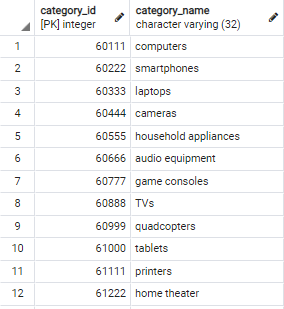 category_id category_name
[PK] integer character varying (32)
1 60111 computers
2 60222 smartphones
3 60333 laptops
4 60444 cameras
5 60555 household appliances
6 60666 audio equipment
7 60777 game consoles
8 60888 TVs
9 60999 quadcopters
10 61000 tablets
11 61111 printers
12 61222 home theater